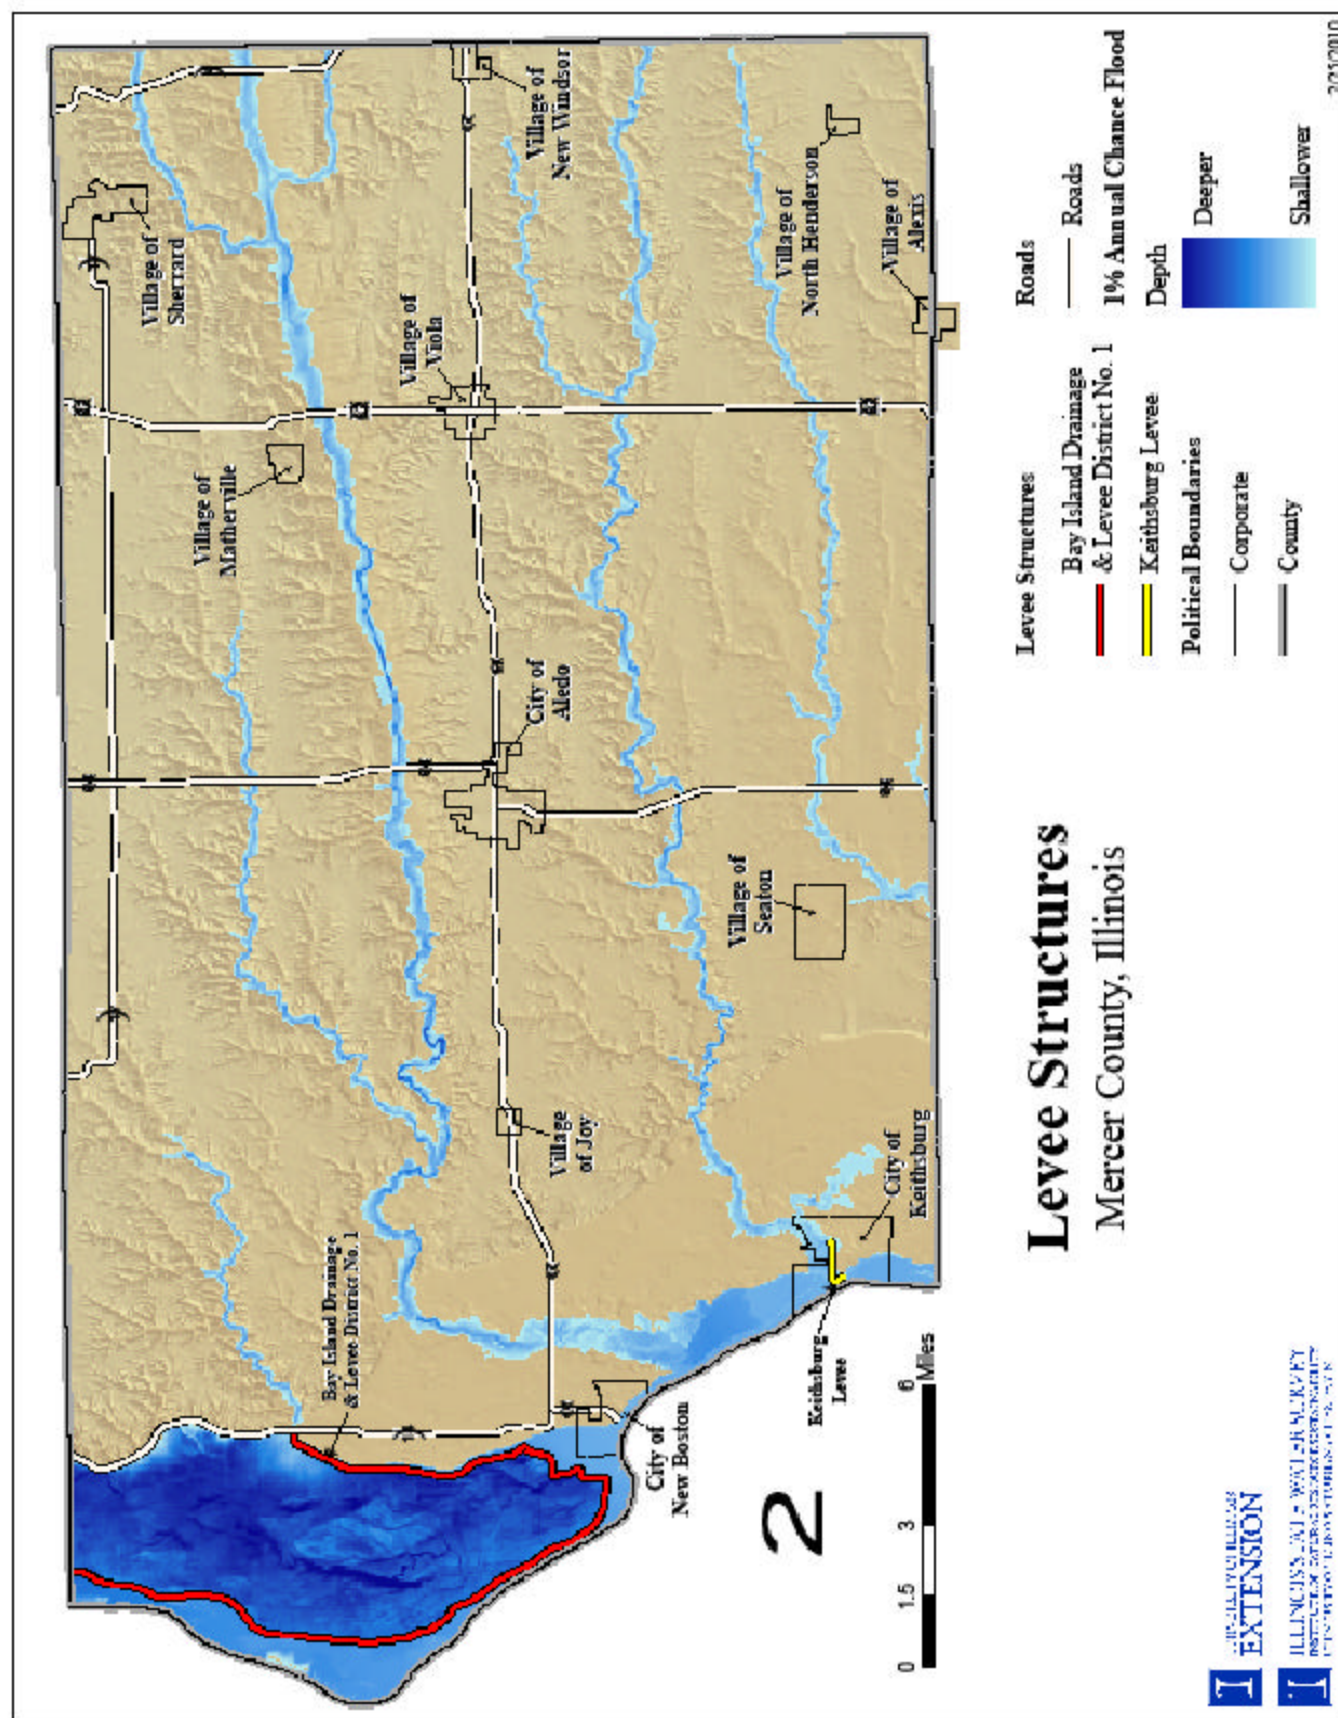 Village of
Sherrard
Village of
New Windsor
Village of
Viola
Village of
Matherville
Village of
North Henderson
Village of
Alexis
City of
Aledo
Village of
Seaton
Village
of Joy
Bay Island Drainage
& Levee District No. 1
City of
New Boston
City of
Keithsburg
Keithsburg
Levee
2
0 1.5 3 6
Miles
Levee Structures
Mercer County, Illinois
Levee Structures
Bay Island Drainage
& Levee District No. 1
Keithsburg Levee
Political Boundaries
Corporate
County
Roads
Roads
1% Annual Chance Flood
Depth
Deeper
Shallower
EXTENSION
ILLINOIS STATE WATER SURVEY